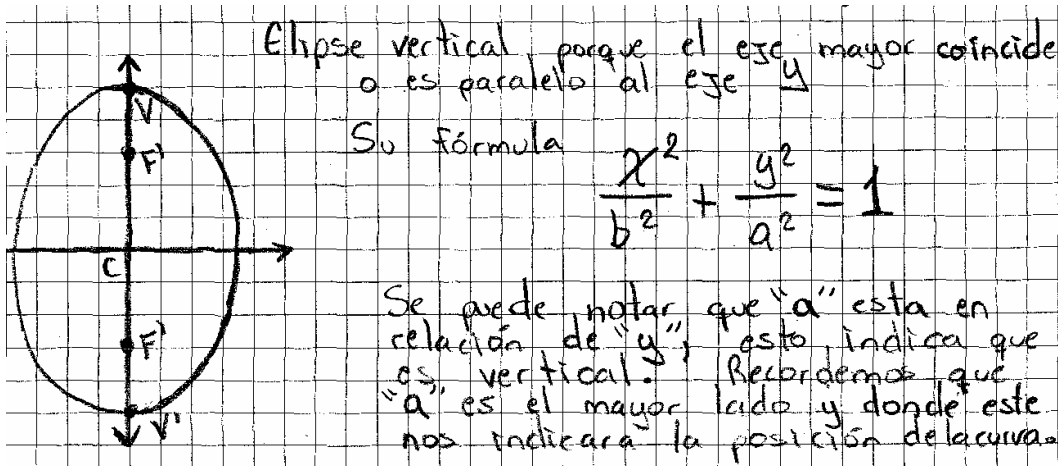 Elipse vertical, porque el eje mayor coincide
o es paralelo al eje y
Su fórmula
x²/b² + y²/a² = 1
V
F'
C
F'
V'
Se puede notar que "a" esta en
relación de "y", esto indica que
es vertical. Recordemos que
"a" es el mayor lado y donde este
nos indicará la posición de la curva.